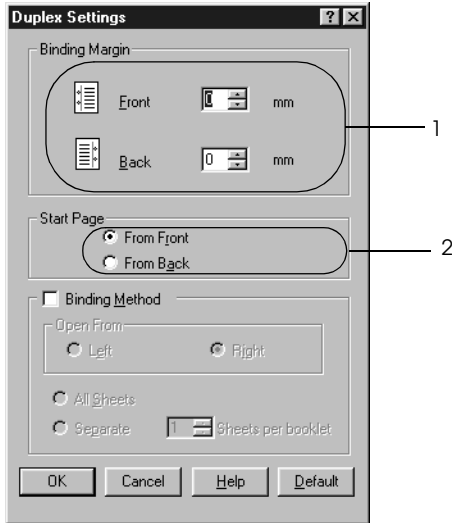 Duplex Settings ? X
Binding Margin
Front 0 mm
1
Back 0 mm
Start Page
From Front
2
From Back
Binding Method
Open From
Left Right
All Sheets
Separate 1 Sheets per booklet
OK Cancel Help Default